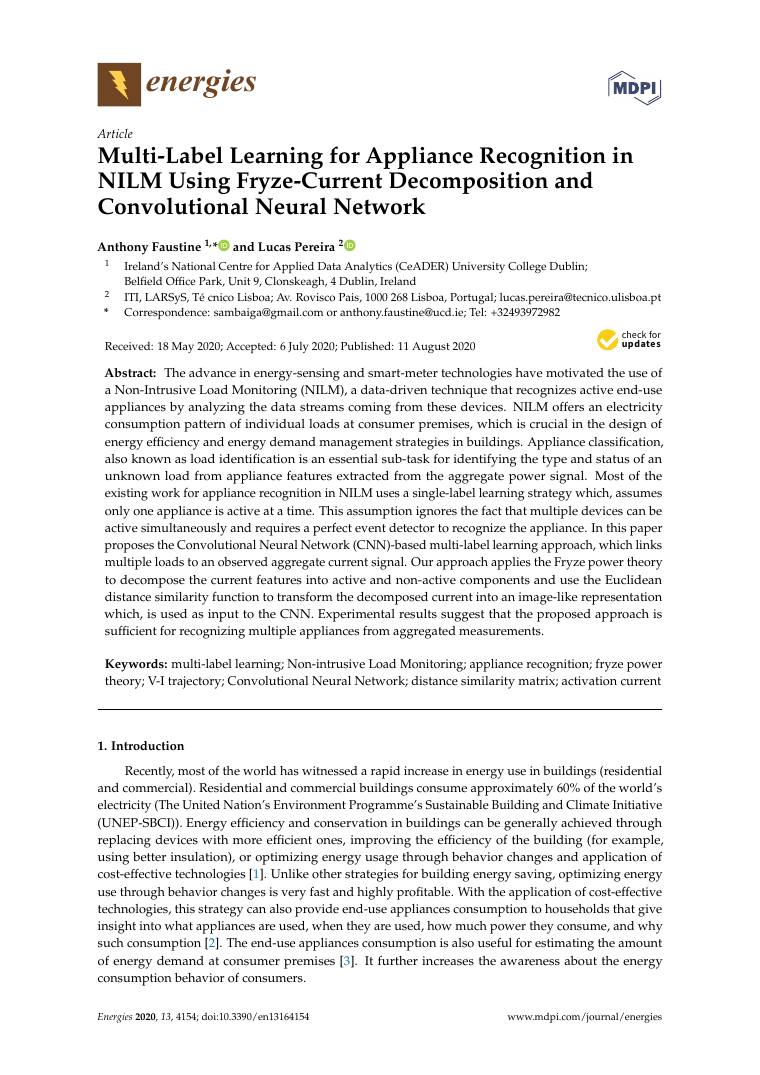 energies
MDPI
Article
Multi-Label Learning for Appliance Recognition in
NILM Using Fryze-Current Decomposition and
Convolutional Neural Network
Anthony Faustine 1,* iD and Lucas Pereira 2 iD
1 Ireland's National Centre for Applied Data Analytics (CeADER) University College Dublin;
Belfield Office Park, Unit 9, Clonskeagh, 4 Dublin, Ireland
2 ITI, LARSyS, Té cnico Lisboa; Av. Rovisco Pais, 1000 268 Lisboa, Portugal; lucas.pereira@tecnico.ulisboa.pt
* Correspondence: sambaiga@gmail.com or anthony.faustine@ucd.ie; Tel: +32493972982
check for
updates
Received: 18 May 2020; Accepted: 6 July 2020; Published: 11 August 2020
Abstract: The advance in energy-sensing and smart-meter technologies have motivated the use of
a Non-Intrusive Load Monitoring (NILM), a data-driven technique that recognizes active end-use
appliances by analyzing the data streams coming from these devices. NILM offers an electricity
consumption pattern of individual loads at consumer premises, which is crucial in the design of
energy efficiency and energy demand management strategies in buildings. Appliance classification,
also known as load identification is an essential sub-task for identifying the type and status of an
unknown load from appliance features extracted from the aggregate power signal. Most of the
existing work for appliance recognition in NILM uses a single-label learning strategy which, assumes
only one appliance is active at a time. This assumption ignores the fact that multiple devices can be
active simultaneously and requires a perfect event detector to recognize the appliance. In this paper
proposes the Convolutional Neural Network (CNN)-based multi-label learning approach, which links
multiple loads to an observed aggregate current signal. Our approach applies the Fryze power theory
to decompose the current features into active and non-active components and use the Euclidean
distance similarity function to transform the decomposed current into an image-like representation
which, is used as input to the CNN. Experimental results suggest that the proposed approach is
sufficient for recognizing multiple appliances from aggregated measurements.
Keywords: multi-label learning; Non-intrusive Load Monitoring; appliance recognition; fryze power
theory; V-I trajectory; Convolutional Neural Network; distance similarity matrix; activation current
1. Introduction
Recently, most of the world has witnessed a rapid increase in energy use in buildings (residential
and commercial). Residential and commercial buildings consume approximately 60% of the world's
electricity (The United Nation's Environment Programme's Sustainable Building and Climate Initiative
(UNEP-SBCI)). Energy efficiency and conservation in buildings can be generally achieved through
replacing devices with more efficient ones, improving the efficiency of the building (for example,
using better insulation), or optimizing energy usage through behavior changes and application of
cost-effective technologies [1]. Unlike other strategies for building energy saving, optimizing energy
use through behavior changes is very fast and highly profitable. With the application of cost-effective
technologies, this strategy can also provide end-use appliances consumption to households that give
insight into what appliances are used, when they are used, how much power they consume, and why
such consumption [2]. The end-use appliances consumption is also useful for estimating the amount
of energy demand at consumer premises [3]. It further increases the awareness about the energy
consumption behavior of consumers.
Energies 2020, 13, 4154; doi:10.3390/en13164154
www.mdpi.com/journal/energies